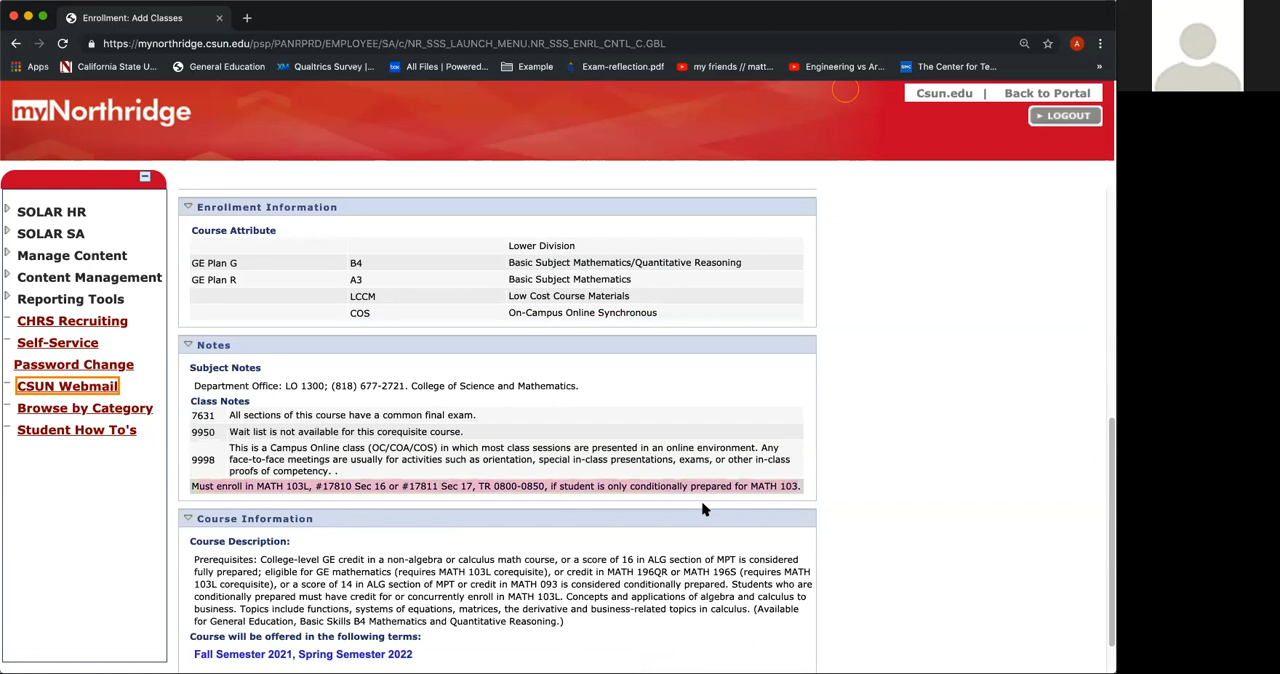 Enrollment: Add Classes
https://mynorthridge.csun.edu/psp/PANRPRD/EMPLOYEE/SA/c/NR_SSS_LAUNCH_MENU.NR_SSS_ENRL_CNTL_C.GBL
A
Apps California State U... General Education Qualtrics Survey |... All Files | Powered... Example Exam-reflection.pdf my friends // matt... Engineering vs Ar... The Center for Te... »
myNorthridge
Csun.edu | Back to Portal
LOGOUT
SOLAR HR
SOLAR SA
Manage Content
Content Management
Reporting Tools
CHRS Recruiting
Self-Service
Password Change
CSUN Webmail
Browse by Category
Student How To's
Enrollment Information
Course Attribute
Lower Division
GE Plan G B4 Basic Subject Mathematics/Quantitative Reasoning
GE Plan R A3 Basic Subject Mathematics
LCCM Low Cost Course Materials
COS On-Campus Online Synchronous
Notes
Subject Notes
Department Office: LO 1300; (818) 677-2721. College of Science and Mathematics.
Class Notes
7631 All sections of this course have a common final exam.
9950 Wait list is not available for this corequisite course.
This is a Campus Online class (OC/COA/COS) in which most class sessions are presented in an online environment. Any
9998 face-to-face meetings are usually for activities such as orientation, special in-class presentations, exams, or other in-class
proofs of competency. .
Must enroll in MATH 103L, #17810 Sec 16 or #17811 Sec 17, TR 0800-0850, if student is only conditionally prepared for MATH 103.
Course Information
Course Description:
Prerequisites: College-level GE credit in a non-algebra or calculus math course, or a score of 16 in ALG section of MPT is considered
fully prepared; eligible for GE mathematics (requires MATH 103L corequisite), or credit in MATH 196QR or MATH 196S (requires MATH
103L corequisite), or a score of 14 in ALG section of MPT or credit in MATH 093 is considered conditionally prepared. Students who are
conditionally prepared must have credit for or concurrently enroll in MATH 103L. Concepts and applications of algebra and calculus to
business. Topics include functions, systems of equations, matrices, the derivative and business-related topics in calculus. (Available
for General Education, Basic Skills B4 Mathematics and Quantitative Reasoning.)
Course will be offered in the following terms:
Fall Semester 2021, Spring Semester 2022